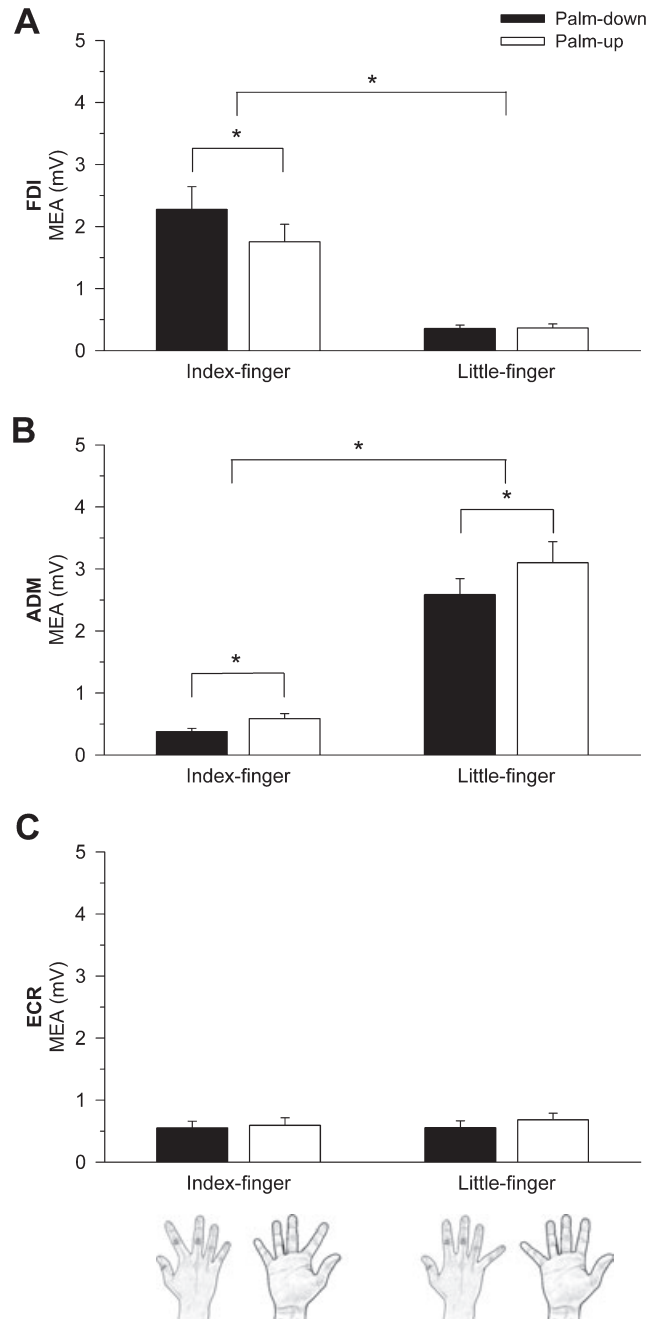 A
Palm-down
Palm-up
FDI
MEA (mV)
5
4
3
2
1
0
*
*
Index-finger
Little-finger
B
ADM
MEA (mV)
5
4
3
2
1
0
*
*
*
Index-finger
Little-finger
C
ECR
MEA (mV)
5
4
3
2
1
0
Index-finger
Little-finger